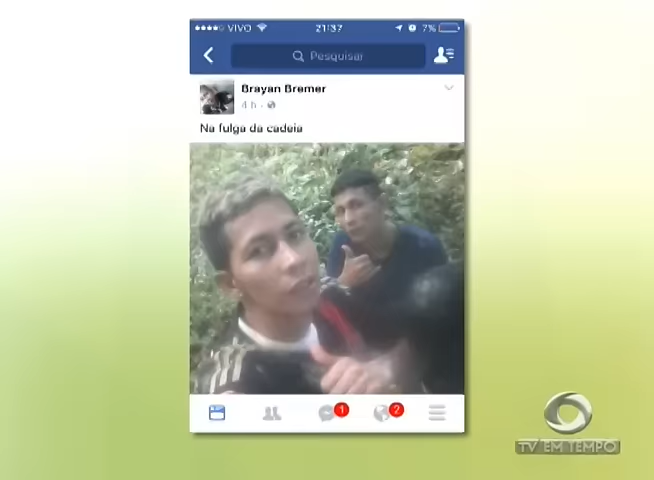 VIVO 21:37 7%
Pesquisar
Brayan Bremer
4 h
Na fulga da cadeia
1 2
TV EM TEMPO